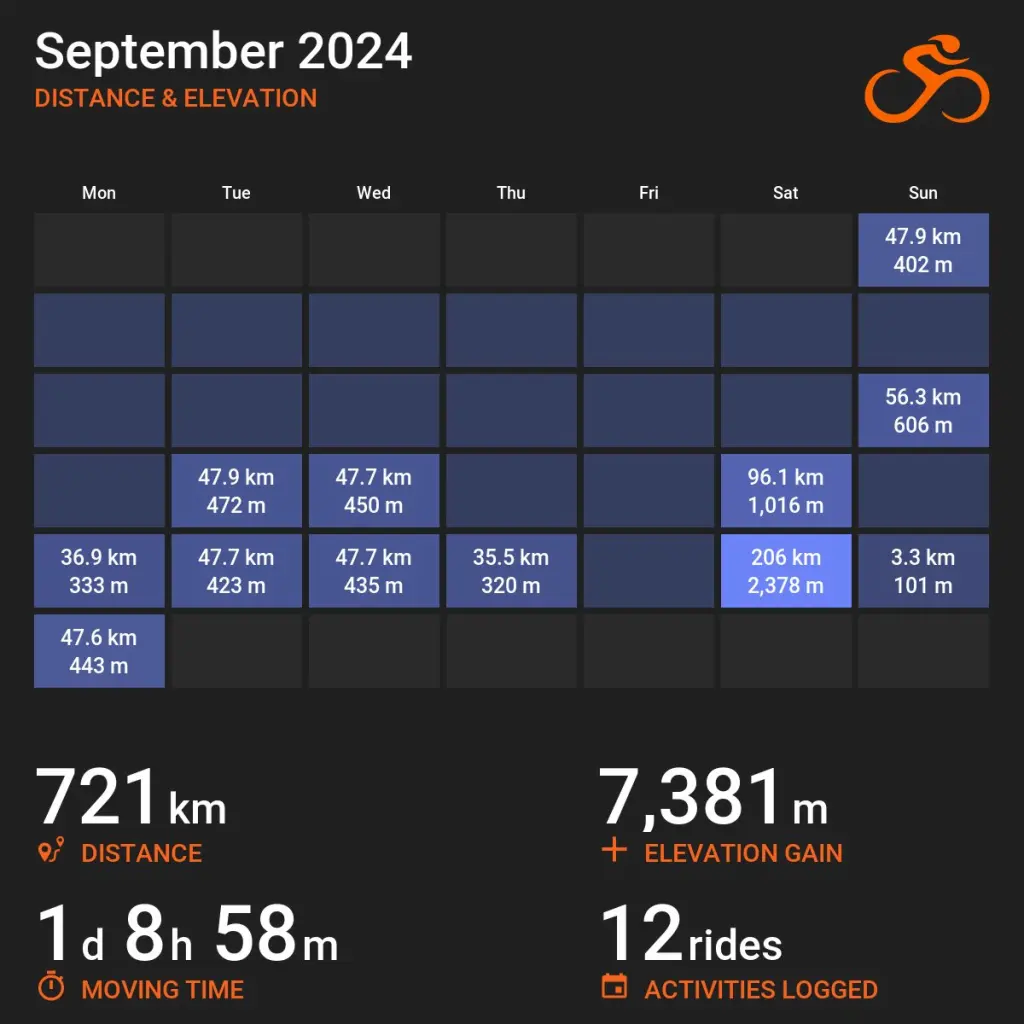 September 2024
DISTANCE & ELEVATION
Mon Tue Wed Thu Fri Sat Sun
47.9 km
402 m
56.3 km
606 m
47.9 km 47.7 km 96.1 km
472 m 450 m 1,016 m
36.9 km 47.7 km 47.7 km 35.5 km 206 km 3.3 km
333 m 423 m 435 m 320 m 2,378 m 101 m
47.6 km
443 m
721 km 7,381 m
DISTANCE ELEVATION GAIN
1d 8h 58m 12 rides
MOVING TIME ACTIVITIES LOGGED